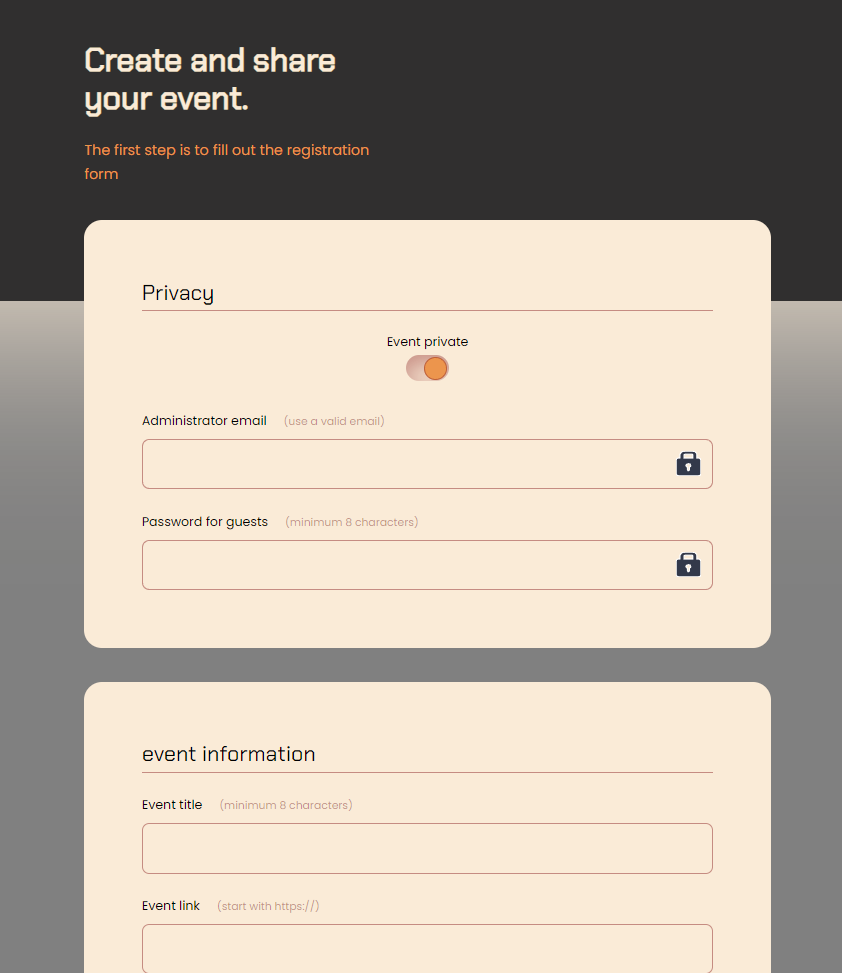 Create and share
your event.
The first step is to fill out the registration
form
Privacy
Event private
Administrator email (use a valid email)
Password for guests (minimum 8 characters)
event information
Event title (minimum 8 characters)
Event link (start with https://)